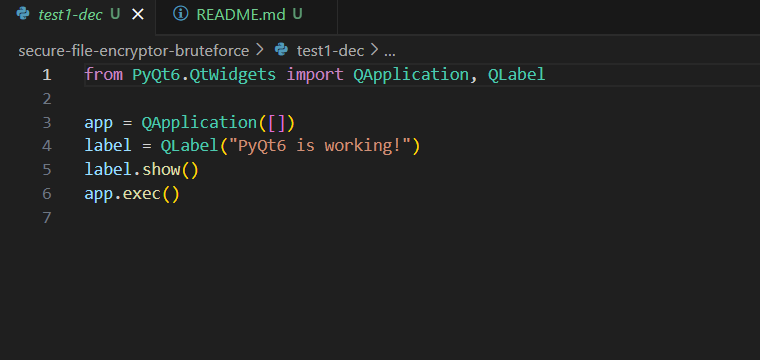 test1-dec U README.md U
secure-file-encryptor-bruteforce > test1-dec > ...
1 from PyQt6.QtWidgets import QApplication, QLabel
2
3 app = QApplication([])
4 label = QLabel("PyQt6 is working!")
5 label.show()
6 app.exec()
7